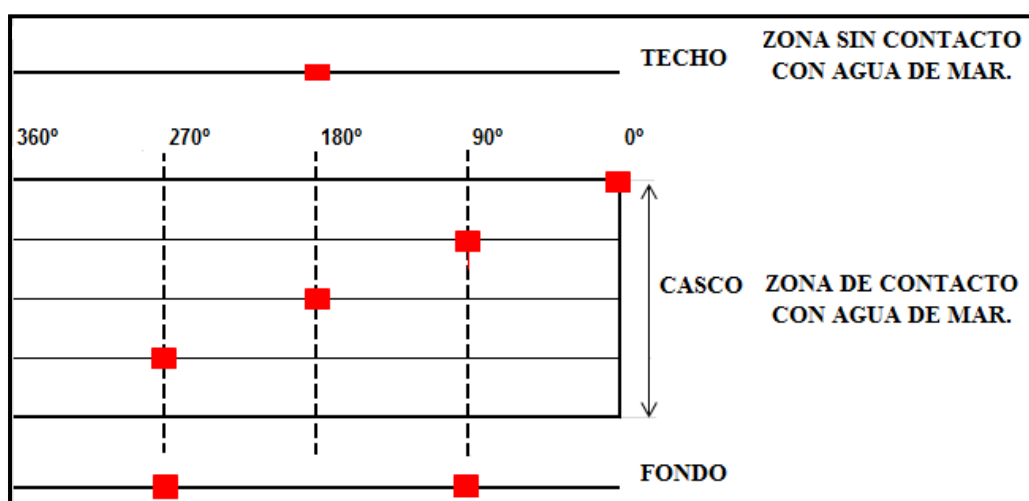 ZONA SIN CONTACTO
TECHO
CON AGUA DE MAR.
360º 270º 180º 90º 0º
CASCO
ZONA DE CONTACTO
CON AGUA DE MAR.
FONDO